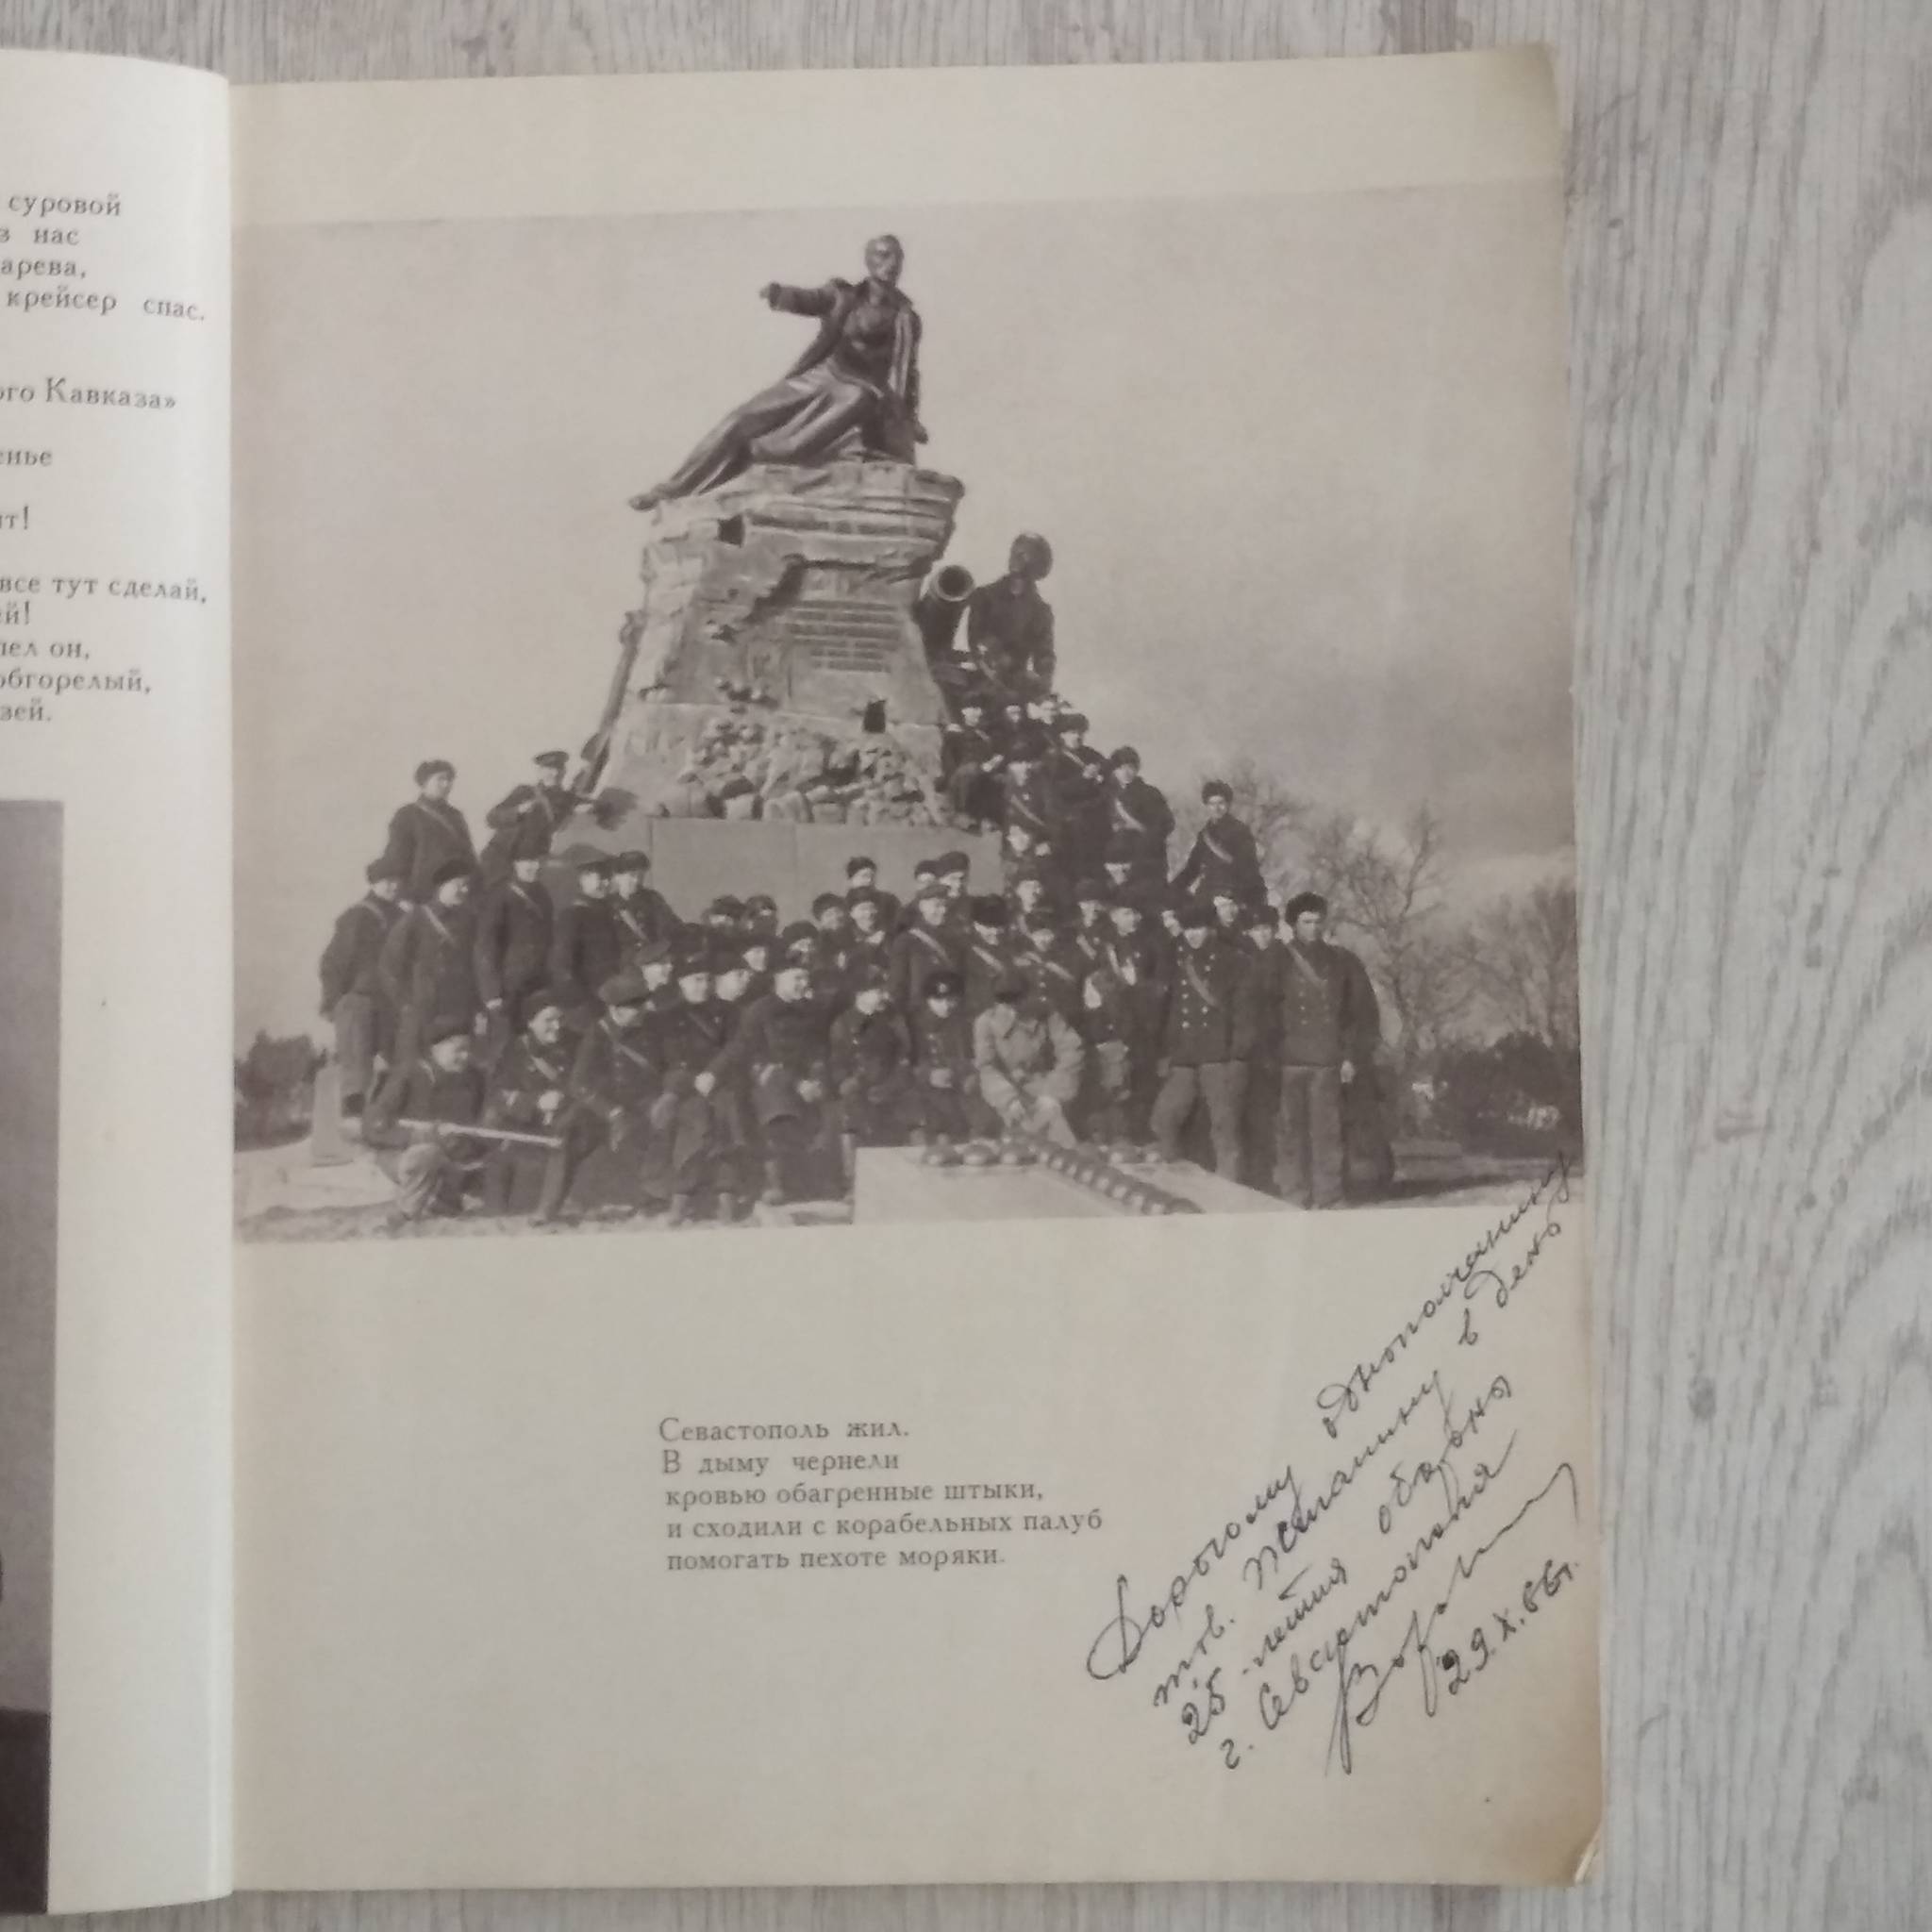 суровой
з нас
арева,
крейсер спас.
ого Кавказа»
енье
ит!
все тут сделай,
ей!
пел он,
обгорелый,
зей.
Севастополь жил.
В дыму чернели
кровью обагренные штыки,
и сходили с корабельных палуб
помогать пехоте моряки.
Дорогому однополчанину
тов. в день
25-летия обороны
г. Севастополя
29.X.66г.